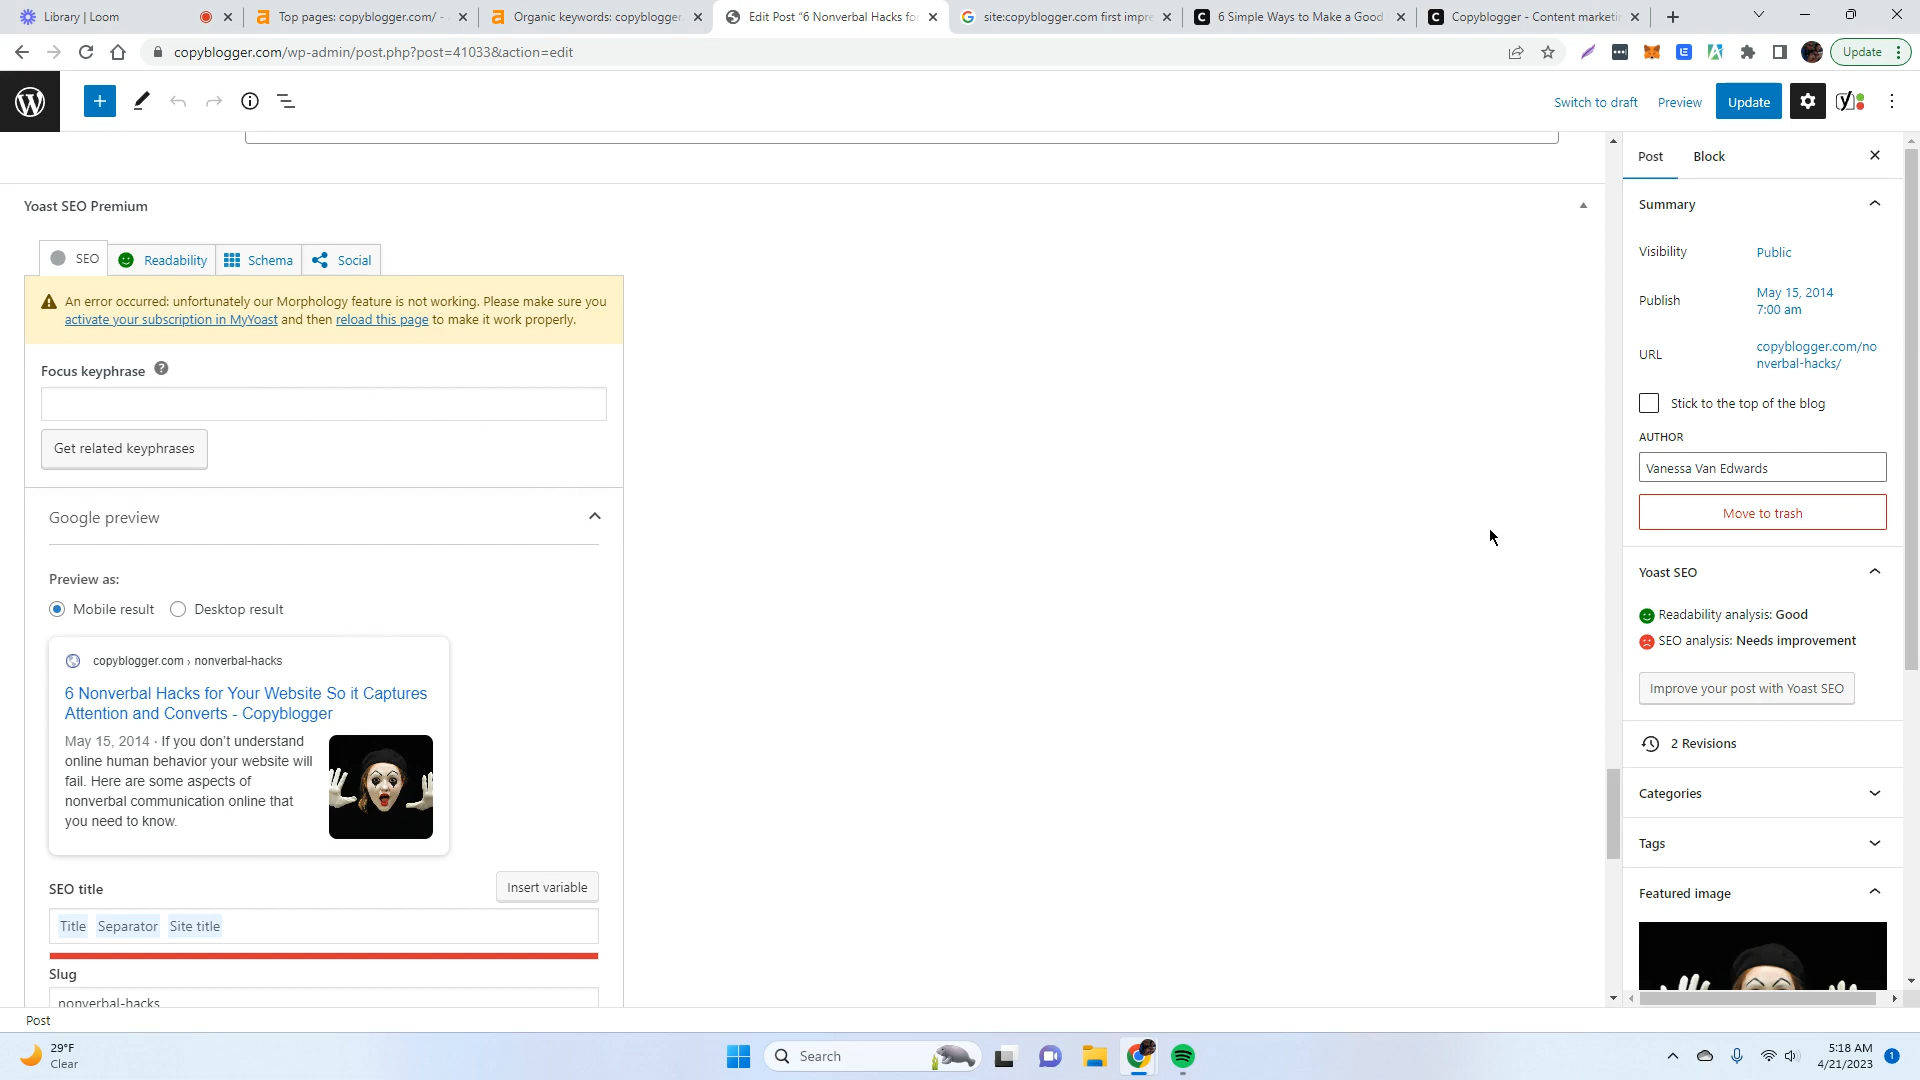 Library | Loom
Top pages: copyblogger.com/ -
Organic keywords: copyblogger.
Edit Post "6 Nonverbal Hacks for
site:copyblogger.com first impre
6 Simple Ways to Make a Good
Copyblogger - Content marketin
copyblogger.com/wp-admin/post.php?post=41033&action=edit
Update
Switch to draft
Preview
Update
Post
Block
Yoast SEO Premium
SEO
Readability
Schema
Social
An error occurred: unfortunately our Morphology feature is not working. Please make sure you
activate your subscription in MyYoast and then reload this page to make it work properly.
Focus keyphrase
Get related keyphrases
Google preview
Preview as:
Mobile result
Desktop result
copyblogger.com › nonverbal-hacks
6 Nonverbal Hacks for Your Website So it Captures
Attention and Converts - Copyblogger
May 15, 2014 · If you don't understand
online human behavior your website will
fail. Here are some aspects of
nonverbal communication online that
you need to know.
SEO title
Insert variable
Title Separator Site title
Slug
nonverbal-hacks
Summary
Visibility
Public
Publish
May 15, 2014
7:00 am
URL
copyblogger.com/no
nverbal-hacks/
Stick to the top of the blog
AUTHOR
Vanessa Van Edwards
Move to trash
Yoast SEO
Readability analysis: Good
SEO analysis: Needs improvement
Improve your post with Yoast SEO
2 Revisions
Categories
Tags
Featured image
Post
29°F
Clear
Search
5:18 AM
4/21/2023
1